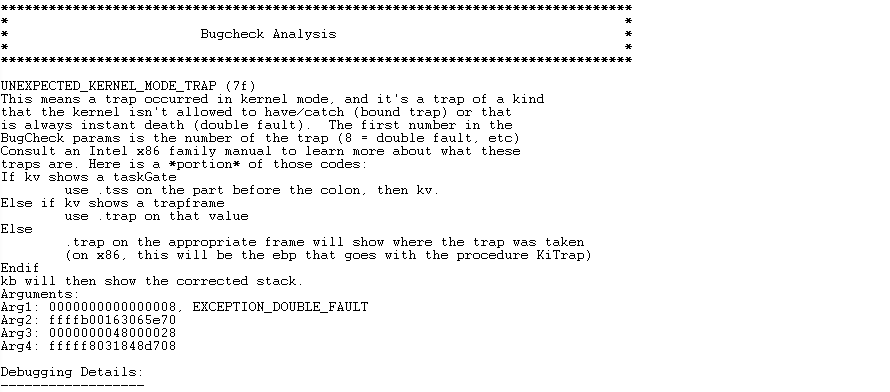 *******************************************************************************
*                                                                             *
*                        Bugcheck Analysis                                    *
*                                                                             *
*******************************************************************************

UNEXPECTED_KERNEL_MODE_TRAP (7f)
This means a trap occurred in kernel mode, and it's a trap of a kind
that the kernel isn't allowed to have/catch (bound trap) or that
is always instant death (double fault).  The first number in the
BugCheck params is the number of the trap (8 = double fault, etc)
Consult an Intel x86 family manual to learn more about what these
traps are. Here is a *portion* of those codes:
If kv shows a taskGate
        use .tss on the part before the colon, then kv.
Else if kv shows a trapframe
        use .trap on that value
Else
        .trap on the appropriate frame will show where the trap was taken
        (on x86, this will be the ebp that goes with the procedure KiTrap)
Endif
kb will then show the corrected stack.
Arguments:
Arg1: 0000000000000008, EXCEPTION_DOUBLE_FAULT
Arg2: ffffb00163065e70
Arg3: 0000000048000028
Arg4: fffff8031848d708

Debugging Details:
------------------